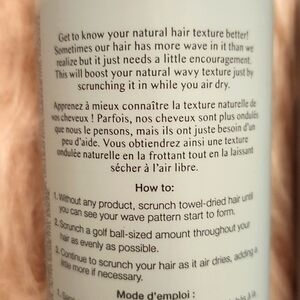 Get to know your natural hair texture better!
Sometimes our hair has more wave in it than we
realize but it just needs a little encouragement.
This will boost your natural wavy texture just by
scrunching it in while you air dry.
Apprenez à mieux connaître la texture naturelle de
vos cheveux ! Parfois, nos cheveux sont plus ondulés
que nous le pensons, mais ils ont juste besoin d'un
peu d'aide. Vous obtiendrez ainsi une texture
ondulée naturelle en la frottant tout en la laissant
sécher à l'air libre.
How to:
1. Without any product, scrunch towel-dried hair until
you can see your wave pattern start to form.
2. Scrunch a golf ball-sized amount throughout your
hair as evenly as possible.
3. Continue to scrunch your hair as it air dries, adding a
little more if necessary.
Mode d'emploi :